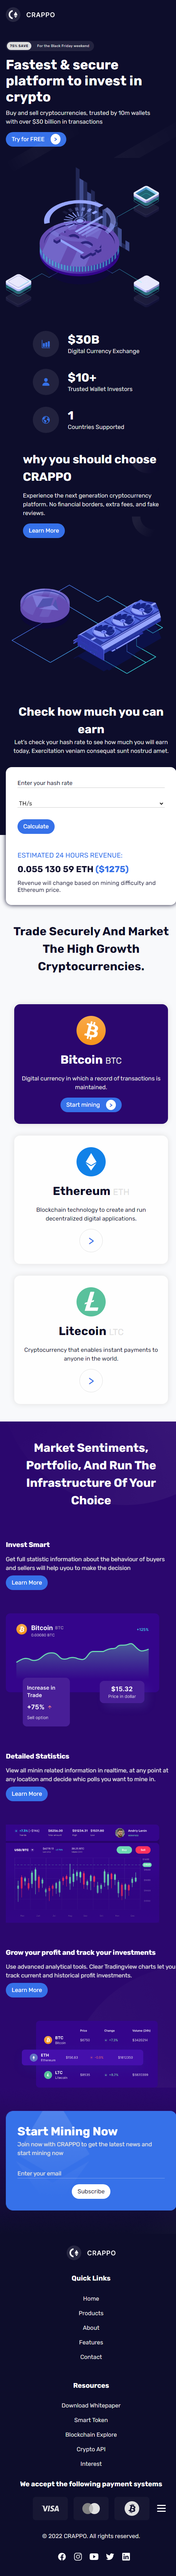 CRAPPO
75% SAVE For the Black Friday weekend
Fastest & secure
platform to invest in
crypto
Buy and sell cryptocurrencies, trusted by 10m wallets
with over $30 billion in transactions
Try for FREE
$30B
Digital Currency Exchange
$10+
Trusted Wallet Investors
1
Countries Supported
why you should choose
CRAPPO
Experience the next generation cryptocurrency
platform. No financial borders, extra fees, and fake
reviews.
Learn More
Check how much you can
earn
Let's check your hash rate to see how much you will earn
today, Exercitation veniam consequat sunt nostrud amet.
Enter your hash rate
TH/s
Calculate
ESTIMATED 24 HOURS REVENUE:
0.055 130 59 ETH ($1275)
Revenue will change based on mining difficulty and
Ethereum price.
Trade Securely And Market
The High Growth
Cryptocurrencies.
Bitcoin BTC
Digital currency in which a record of transactions is
maintained.
Start mining
Ethereum ETH
Blockchain technology to create and run
decentralized digital applications.
Litecoin LTC
Cryptocurrency that enables instant payments to
anyone in the world.
Market Sentiments,
Portfolio, And Run The
Infrastructure Of Your
Choice
Invest Smart
Get full statistic information about the behaviour of buyers
and sellers will help uyou to make the decision
Learn More
Bitcoin BTC
Increase in
Trade
+75%
Sell option
$15.32
Price in dollar
Detailed Statistics
View all minin related information in realtime, at any point at
any location and decide whic polls you want to mine in.
Learn More
USD/BTC
Grow your profit and track your investments
Use advanced analytical tools. Clear Tradingview charts let you
track current and historical profit investments.
Learn More
Price Change
BTC
Bitcoin
ETH
Ethereum
LTC
Litecoin
Start Mining Now
Join now with CRAPPO to get the latest news and
start mining now
Enter your email
Subscribe
CRAPPO
Quick Links
Home
Products
About
Features
Contact
Resources
Download Whitepaper
Smart Token
Blockchain Explore
Crypto API
Interest
We accept the following payment systems
VISA
© 2022 CRAPPO. All rights reserved.